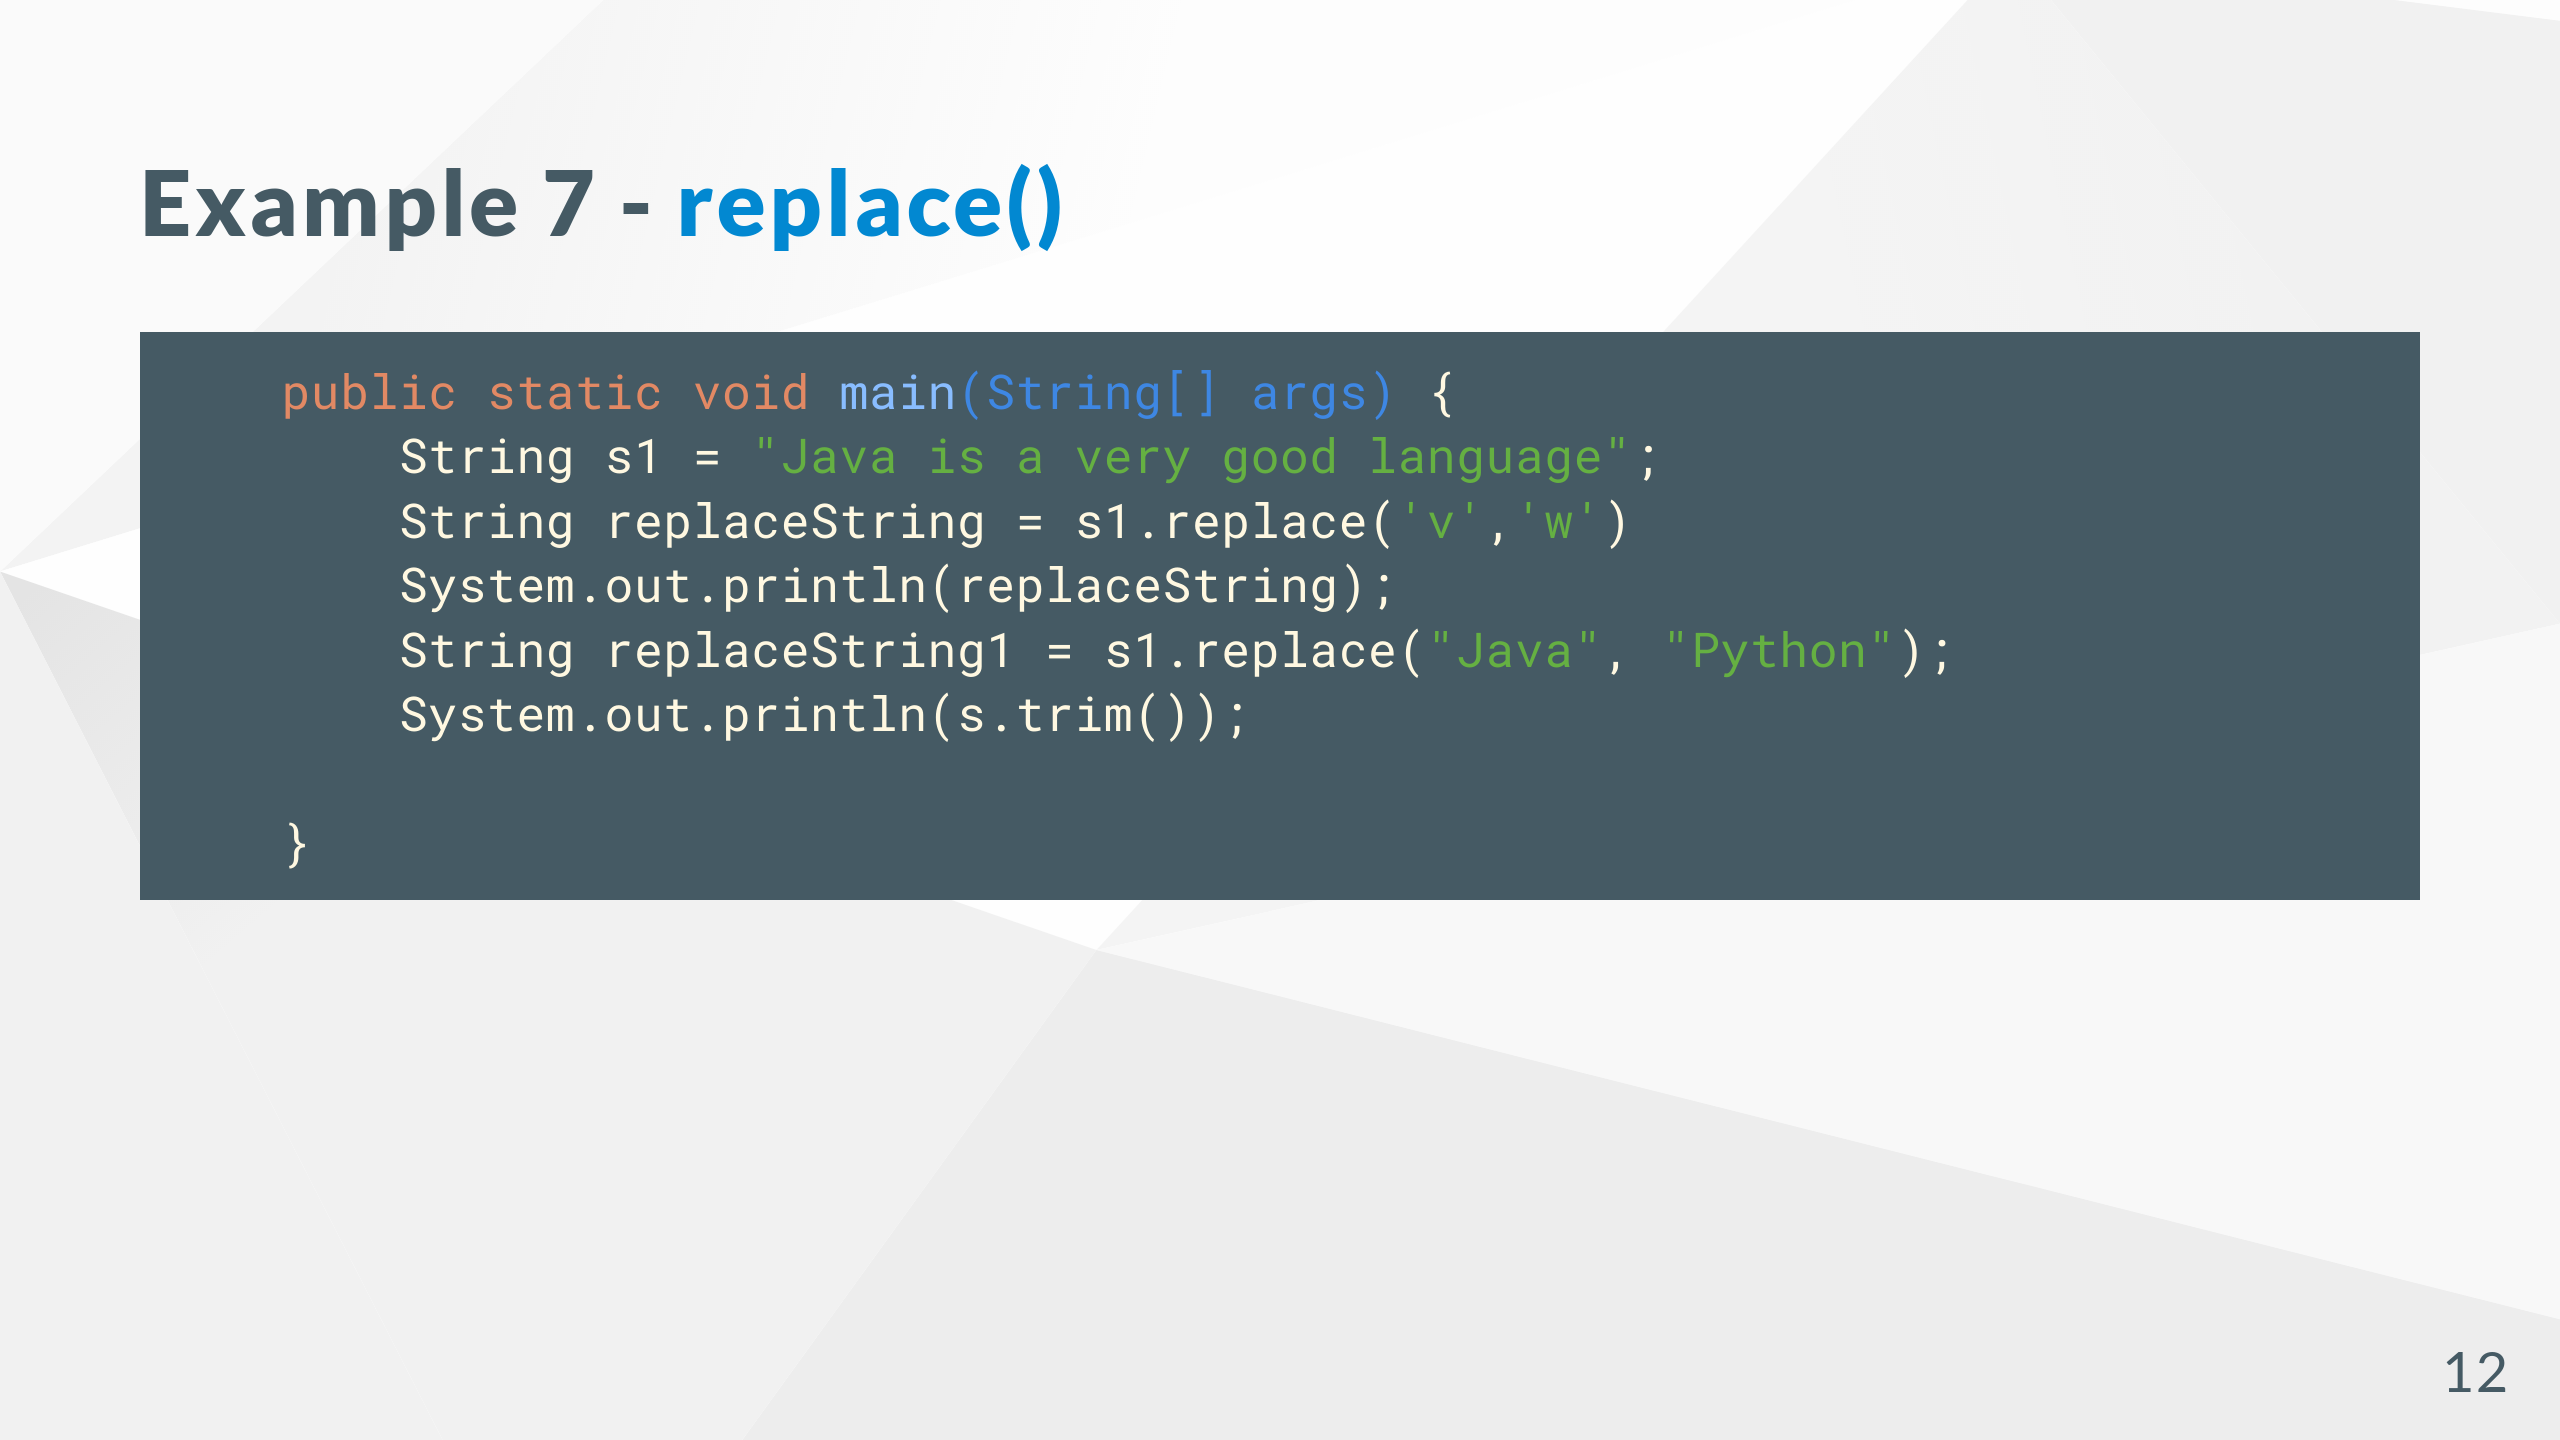 Example 7 - replace()
public static void main(String[] args) {
String s1 = "Java is a very good language";
String replaceString = s1.replace('v','w')
System.out.println(replaceString);
String replaceString1 = s1.replace("Java", "Python");
System.out.println(s.trim());
}
12